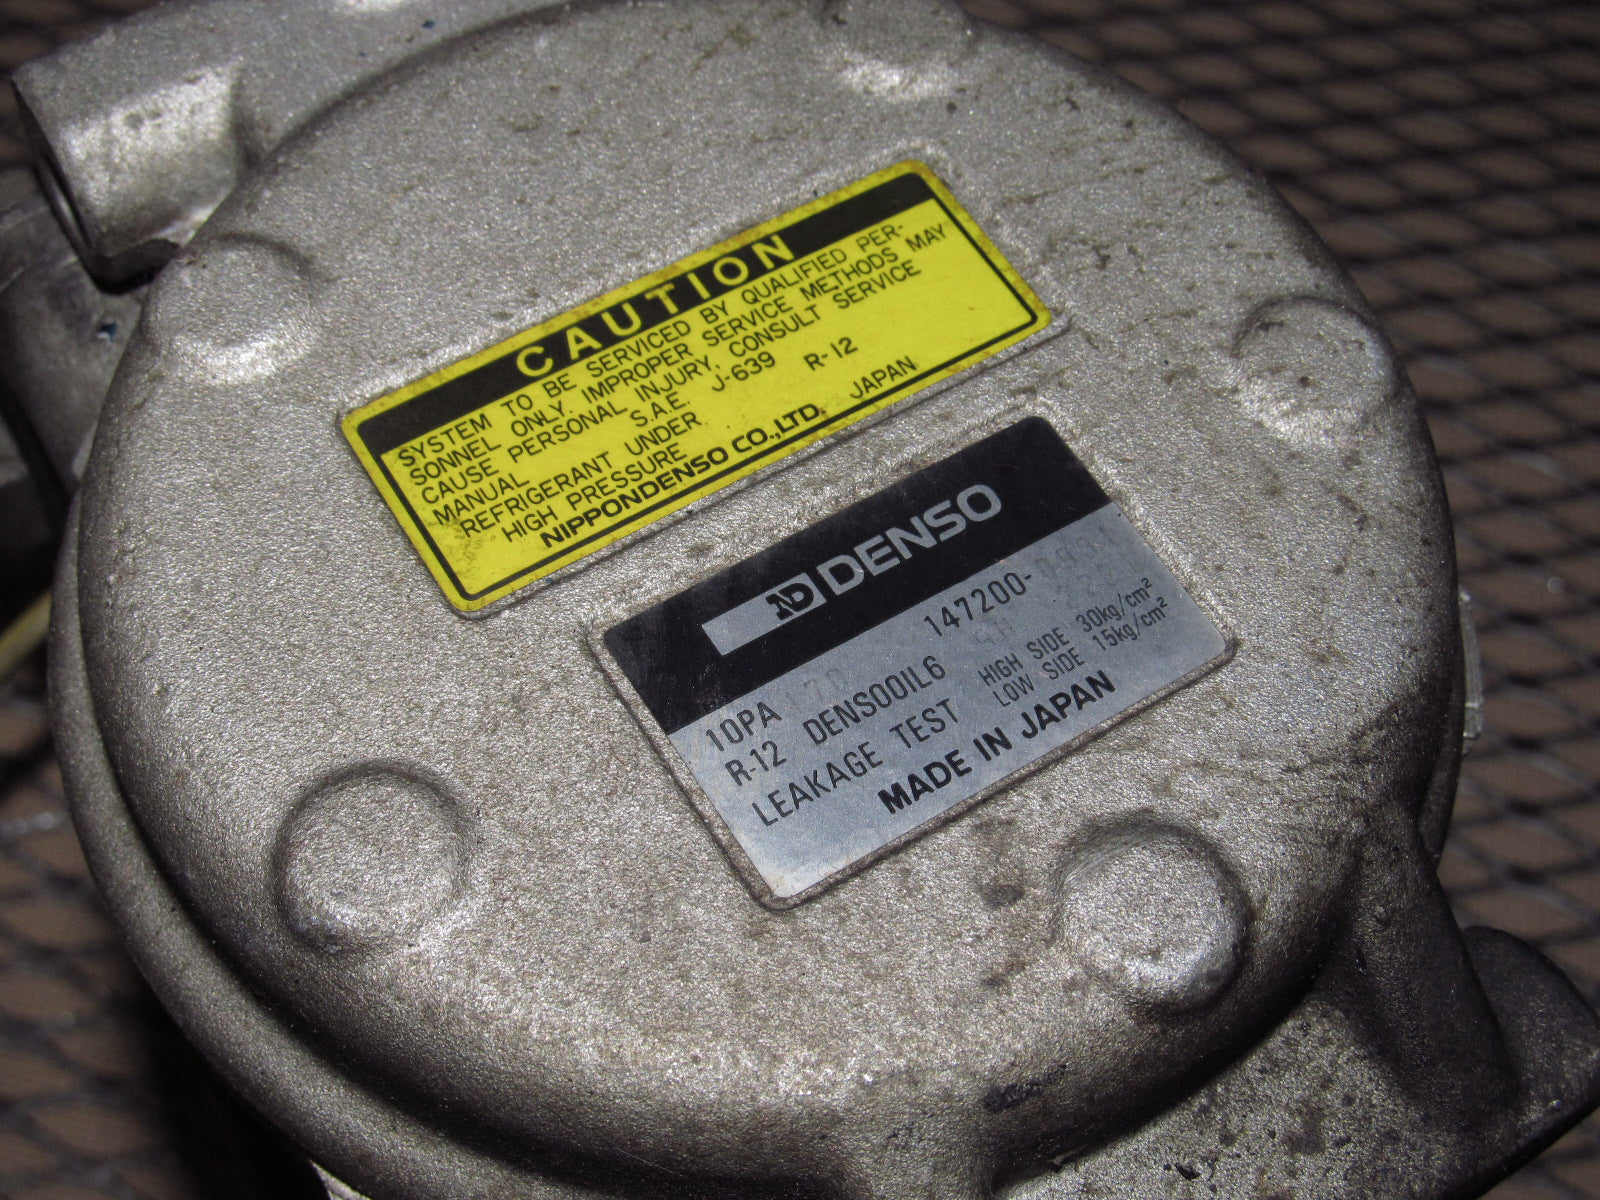 CAUTION
SYSTEM TO BE SERVICED BY QUALIFIED PER-
SONNEL ONLY. IMPROPER SERVICE METHODS MAY
CAUSE PERSONAL INJURY, CONSULT SERVICE
MANUAL S.A.E. J-639 R-12
REFRIGERANT UNDER
HIGH PRESSURE
NIPPONDENSO CO.,LTD. JAPAN
ND DENSO
10PA 147200-
R-12 DENSOOIL6 HIGH SIDE 30kg/cm²
LEAKAGE TEST LOW SIDE 15kg/cm²
MADE IN JAPAN